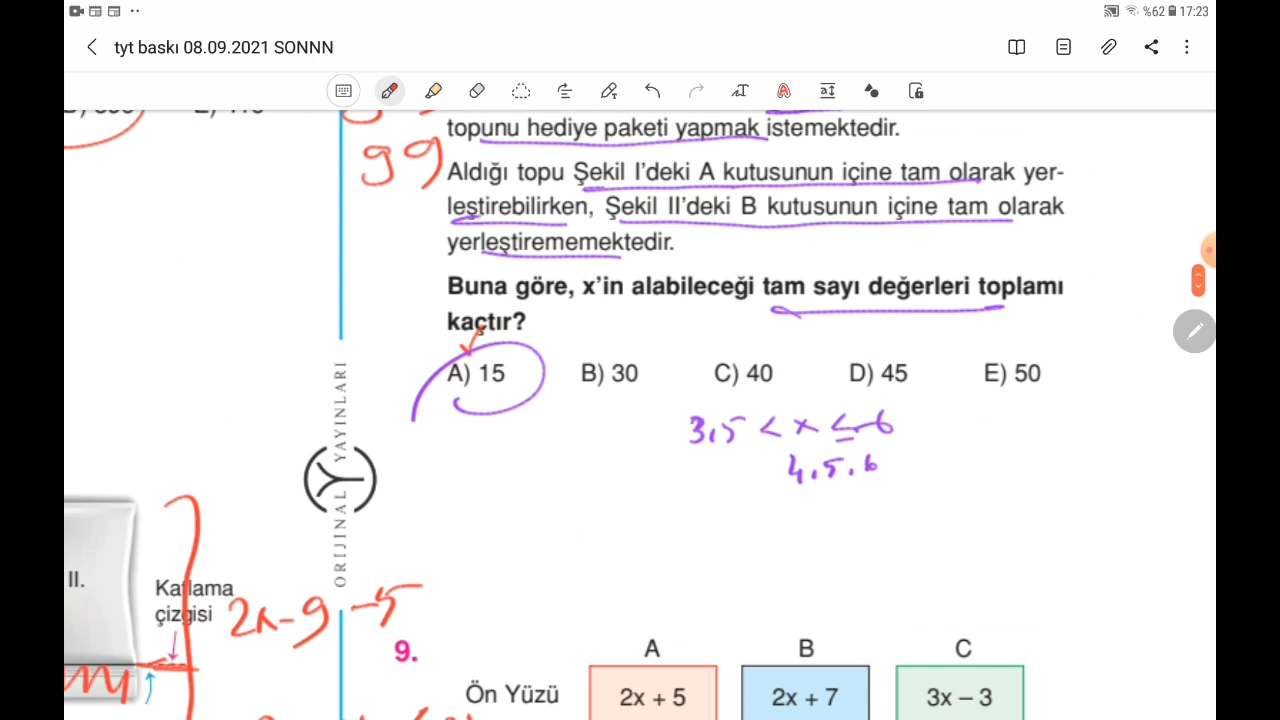 %62 17:23
tyt baskı 08.09.2021 SONNN
topunu hediye paketi yapmak istemektedir.
99
Aldığı topu Şekil I'deki A kutusunun içine tam olarak yer-
leştirebilirken, Şekil II'deki B kutusunun içine tam olarak
yerleştirememektedir.
Buna göre, x'in alabileceği tam sayı değerleri toplamı
kaçtır?
A) 15 B) 30 C) 40 D) 45 E) 50
3,5 < x ≤ 6
4.5.6
ORİJİNAL YAYINLARI
II.
Katlama
çizgisi
2x-9 -5
9.
A B C
Ön Yüzü 2x + 5 2x + 7 3x – 3